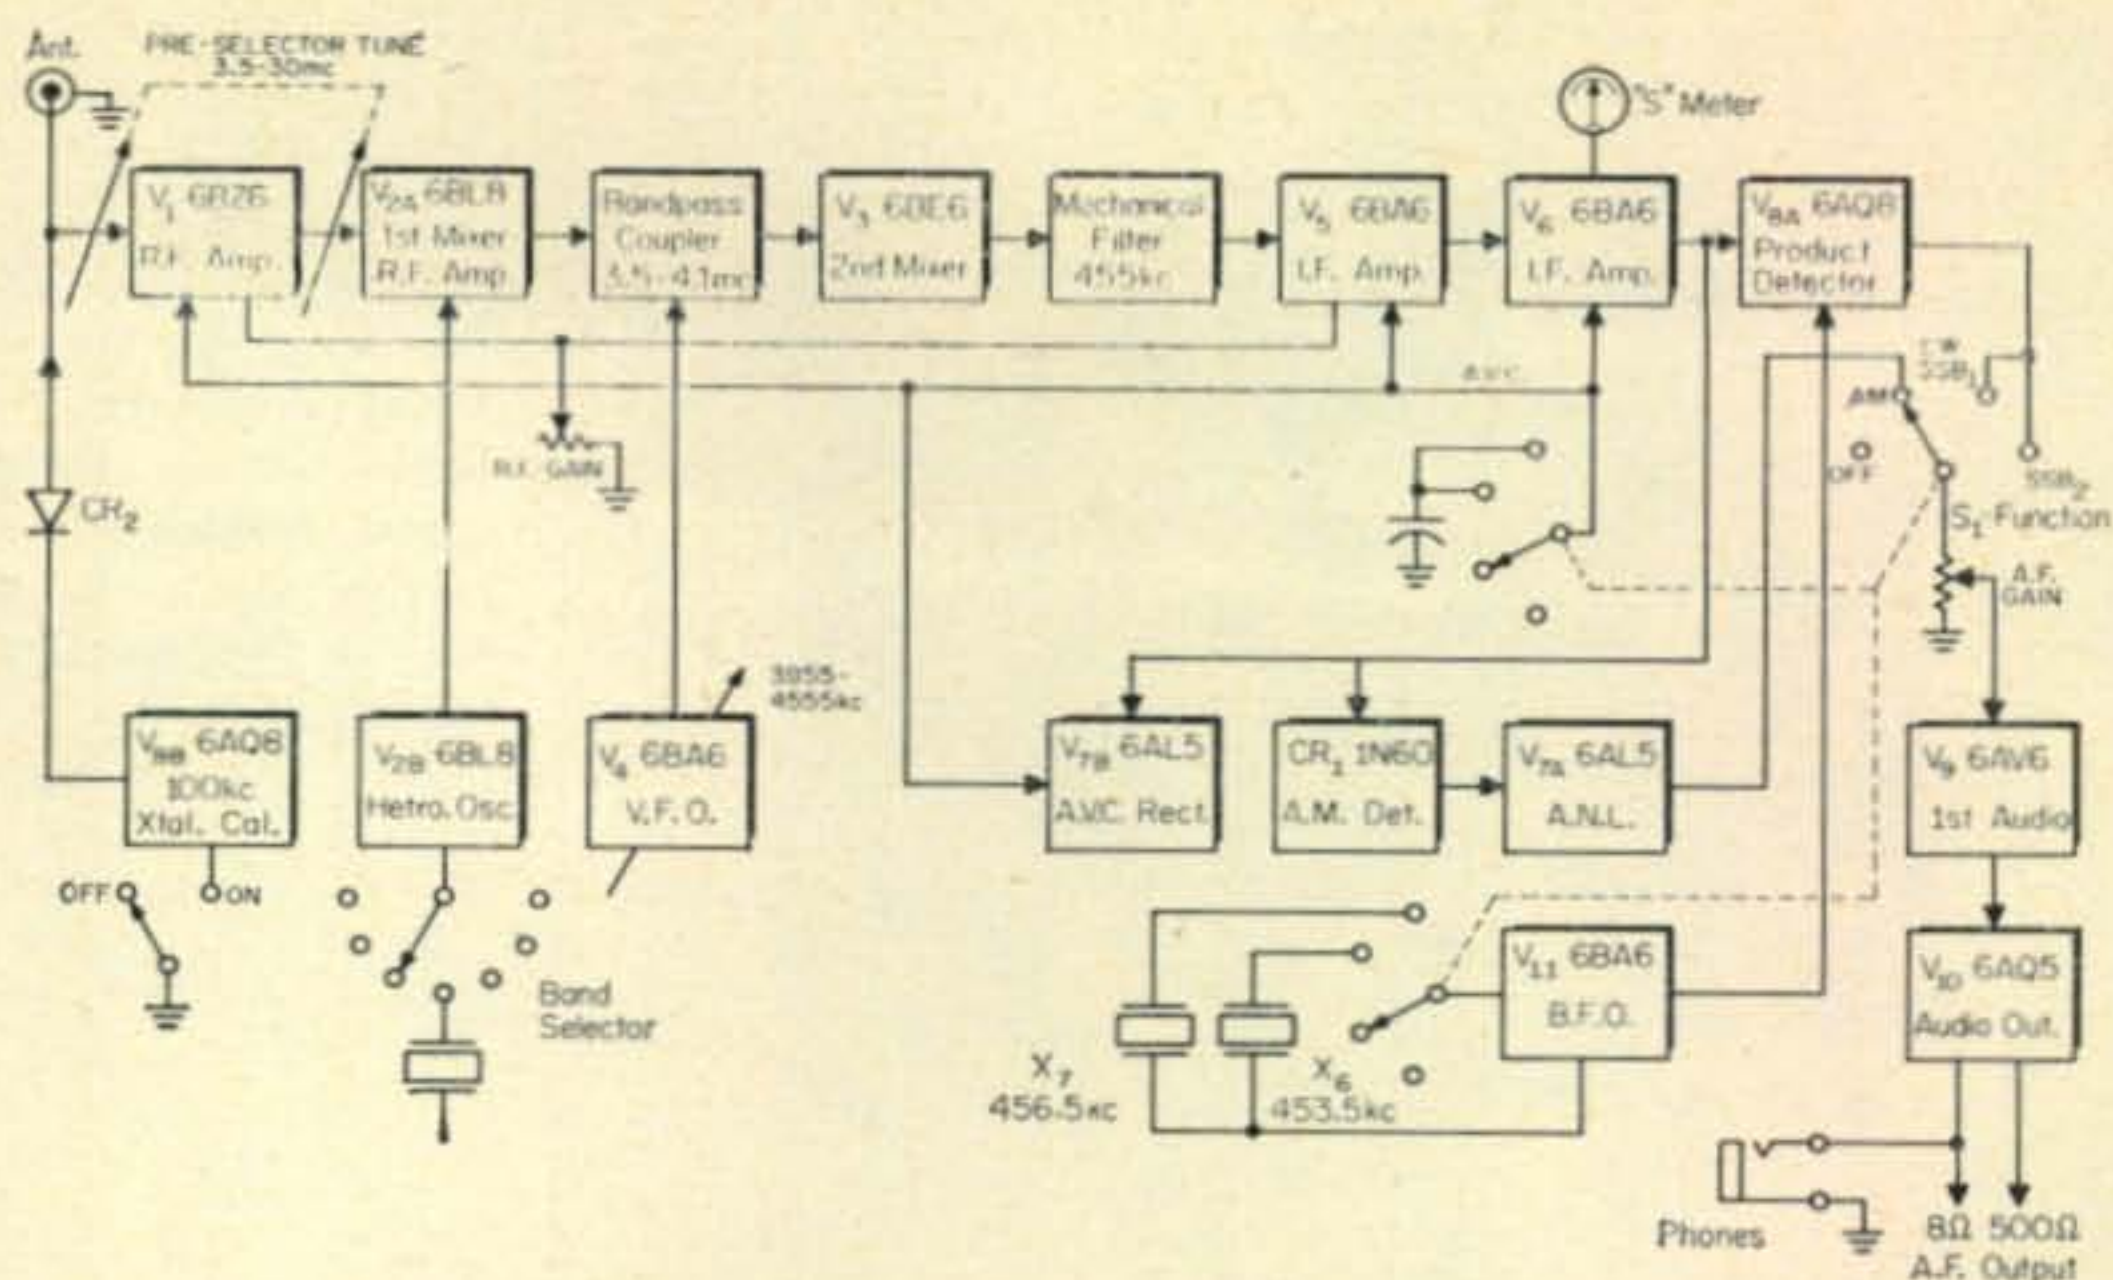 Ant.
PRE-SELECTOR TUNE
3.5-30mc
"S" Meter
V1 6BZ6
R.F. Amp.
V2A 6BL8
1st Mixer
R.F. Amp
Bandpass
Coupler
3.5-4.1mc
V3 6BE6
2nd Mixer
Mechanical
Filter
455kc
V5 6BA6
I.F. Amp.
V6 6BA6
I.F. Amp.
V8A 6AQ8
Product
Detector
R.F. GAIN
A.V.C.
C.W.
SSB1
AM
OFF
SSB2
S1-Function
A.F.
GAIN
CR2
3955-
4555kc
V8B 6AQ8
100kc
Xtal. Cal.
OFF
ON
V2B 6BL8
Hetro. Osc
V4 6BA6
V.F.O.
Band
Selector
V7B 6AL5
A.V.C. Rect.
CR1 1N60
A.M. Det.
V7A 6AL5
A.N.L.
V9 6AV6
1st Audio
V11 6BA6
B.F.O.
V10 6AQ5
Audio Out.
X7
456.5kc
X6
453.5kc
Phones
8Ω 500Ω
A.F. Output